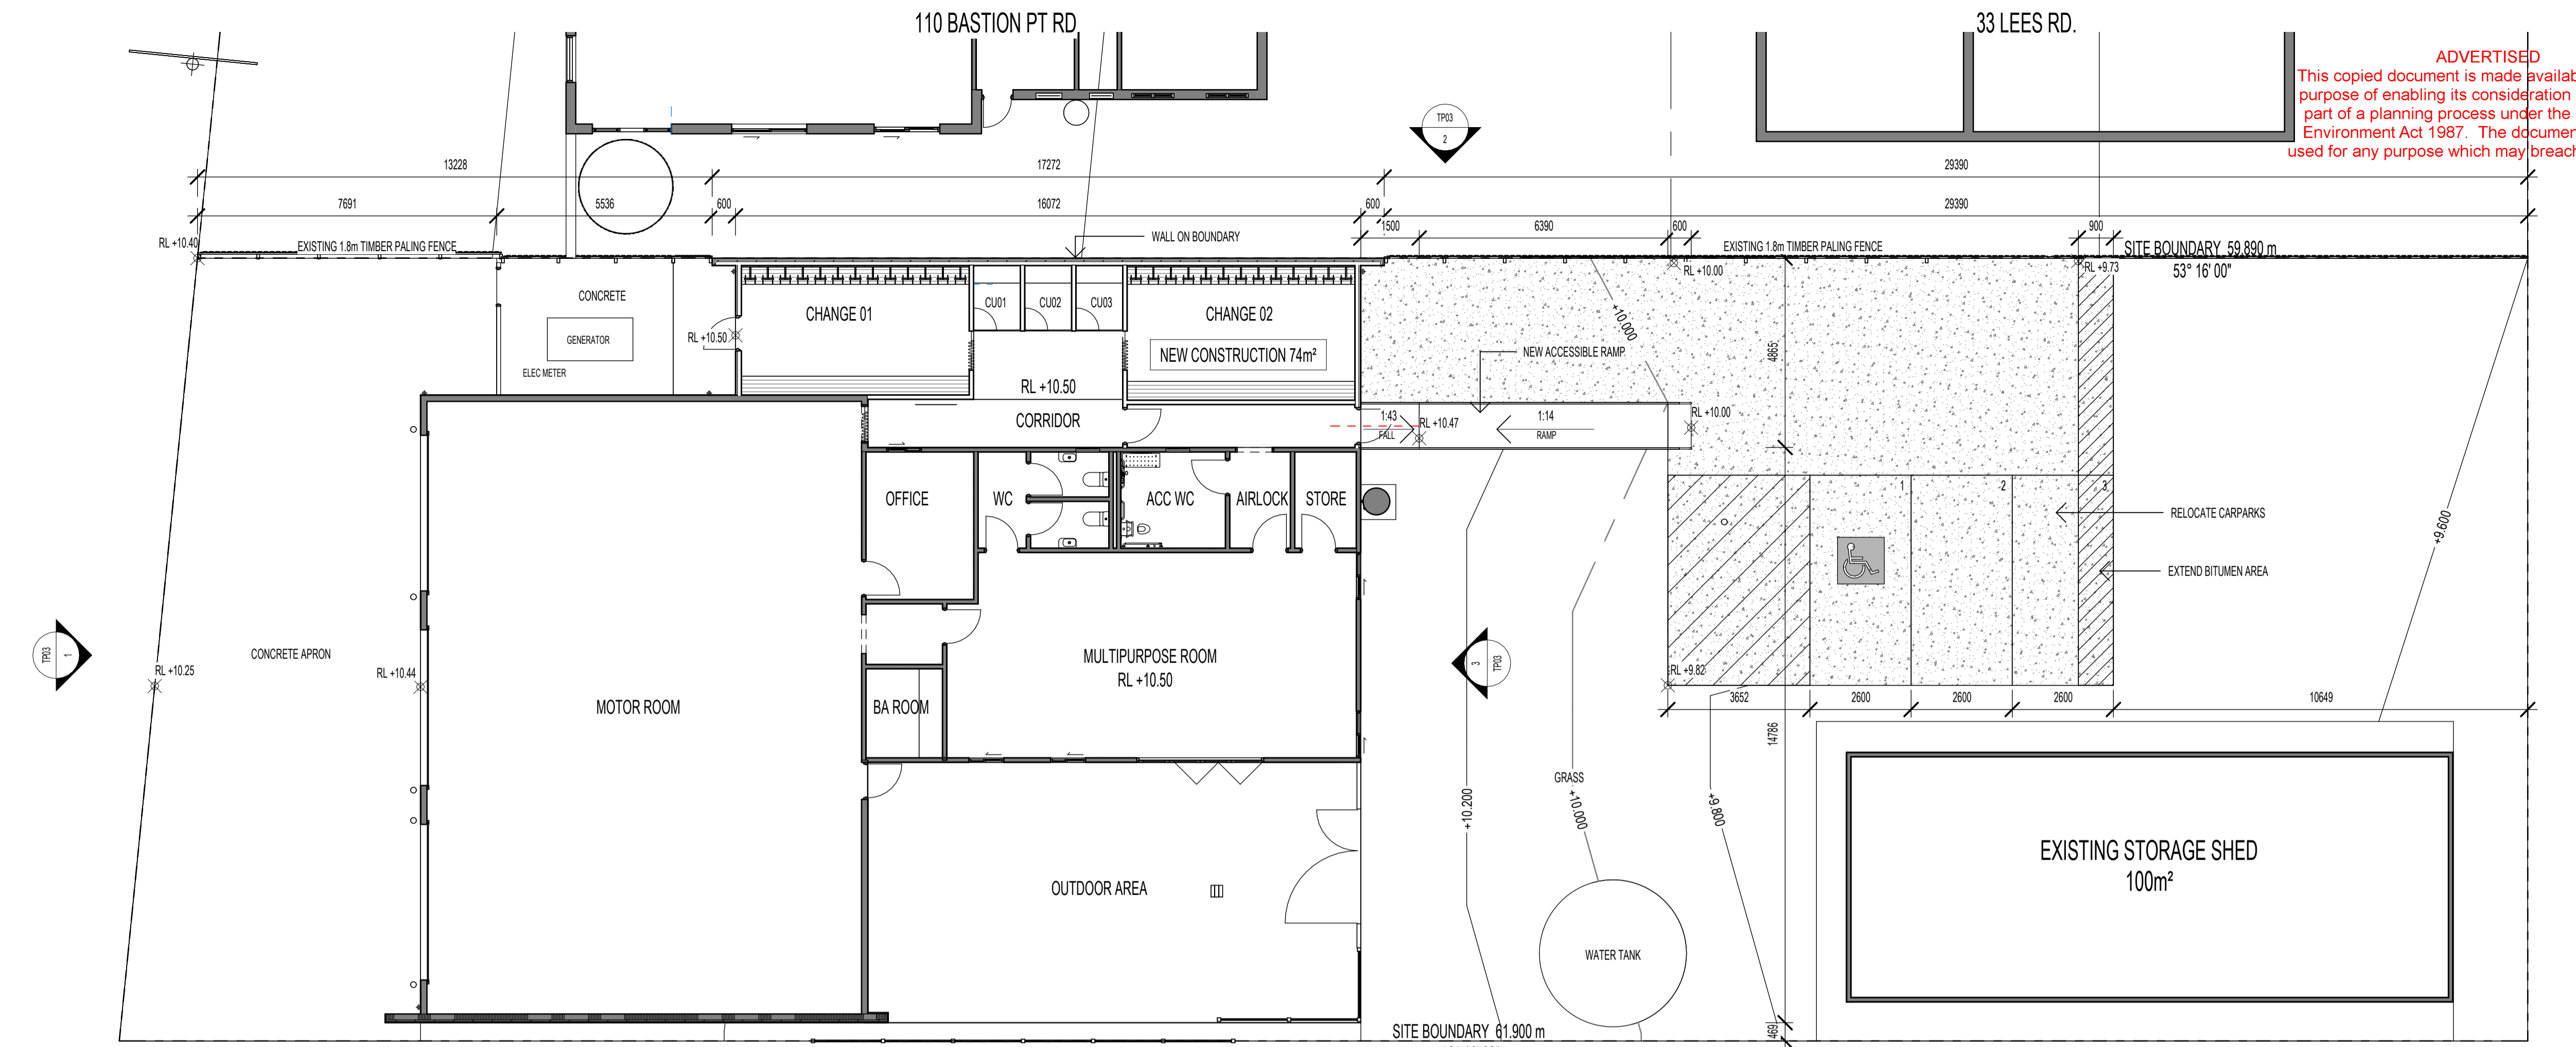 110 BASTION PT RD
33 LEES RD.
ADVERTISED
This copied document is made availab
purpose of enabling its consideration
part of a planning process under the
Environment Act 1987. The documen
used for any purpose which may breach
TP03
2
13228
17272
29390
7691
5536
600
16072
600
29390
1500
6390
600
900
RL +10.40
EXISTING 1.8m TIMBER PALING FENCE
WALL ON BOUNDARY
EXISTING 1.8m TIMBER PALING FENCE
SITE BOUNDARY 59.890 m
53° 16' 00"
RL +10.00
RL +9.73
CONCRETE
GENERATOR
ELEC METER
RL +10.50
CHANGE 01
CU01
CU02
CU03
CHANGE 02
NEW CONSTRUCTION 74m²
+10.000
NEW ACCESSIBLE RAMP
4865
RL +10.50
CORRIDOR
1:43
FALL
RL +10.47
1:14
RAMP
RL +10.00
OFFICE
WC
ACC WC
AIRLOCK
STORE
1
2
3
RELOCATE CARPARKS
+9.600
EXTEND BITUMEN AREA
TP03
1
CONCRETE APRON
RL +10.25
RL +10.44
MOTOR ROOM
BA ROOM
MULTIPURPOSE ROOM
RL +10.50
3
TP03
RL +9.82
3652
2600
2600
2600
10649
14786
GRASS
+10.200
+10.000
+9.800
OUTDOOR AREA
WATER TANK
EXISTING STORAGE SHED
100m²
SITE BOUNDARY 61.900 m
469